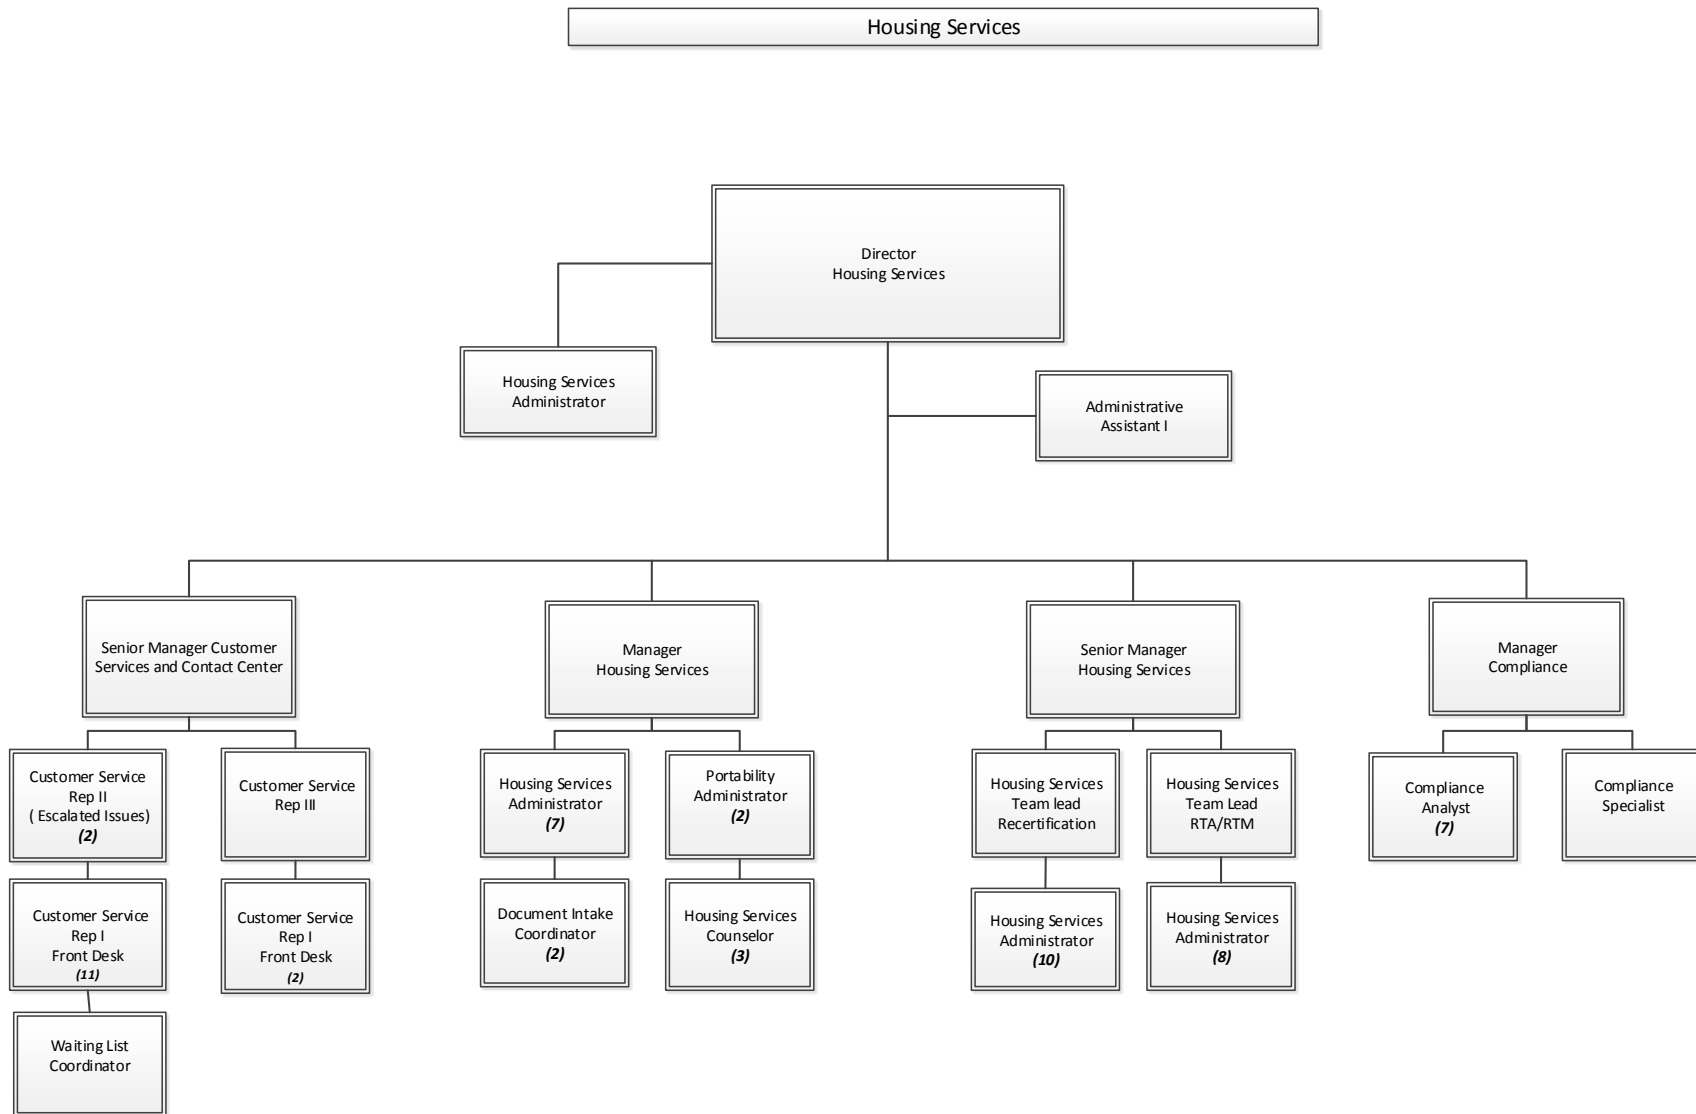 Housing Services
Director
Housing Services
Housing Services
Administrator
Administrative
Assistant I
Senior Manager Customer
Services and Contact Center
Manager
Housing Services
Senior Manager
Housing Services
Manager
Compliance
Customer Service
Rep II
( Escalated Issues)
(2)
Customer Service
Rep III
Housing Services
Administrator
(7)
Portability
Administrator
(2)
Housing Services
Team lead
Recertification
Housing Services
Team Lead
RTA/RTM
Compliance
Analyst
(7)
Compliance
Specialist
Customer Service
Rep I
Front Desk
(11)
Customer Service
Rep I
Front Desk
(2)
Document Intake
Coordinator
(2)
Housing Services
Counselor
(3)
Housing Services
Administrator
(10)
Housing Services
Administrator
(8)
Waiting List
Coordinator